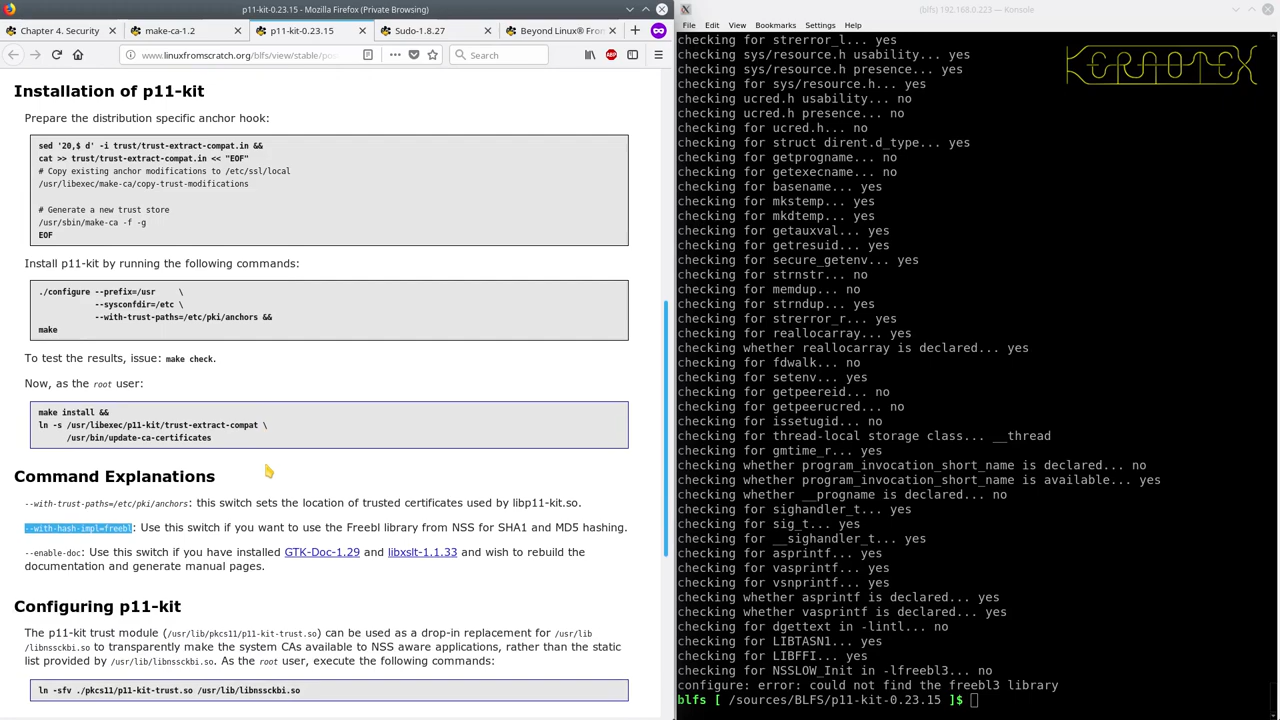 p11-kit-0.23.15 - Mozilla Firefox (Private Browsing)
Chapter 4. Security
make-ca-1.2
p11-kit-0.23.15
Sudo-1.8.27
Beyond Linux® From
www.linuxfromscratch.org/blfs/view/stable/pos
Search
Installation of p11-kit
Prepare the distribution specific anchor hook:
sed '20,$ d' -i trust/trust-extract-compat.in &&
cat >> trust/trust-extract-compat.in << "EOF"
# Copy existing anchor modifications to /etc/ssl/local
/usr/libexec/make-ca/copy-trust-modifications
# Generate a new trust store
/usr/sbin/make-ca -f -g
EOF
Install p11-kit by running the following commands:
./configure --prefix=/usr \
--sysconfdir=/etc \
--with-trust-paths=/etc/pki/anchors &&
make
To test the results, issue: make check.
Now, as the root user:
make install &&
ln -s /usr/libexec/p11-kit/trust-extract-compat \
/usr/bin/update-ca-certificates
Command Explanations
--with-trust-paths=/etc/pki/anchors: this switch sets the location of trusted certificates used by libp11-kit.so.
--with-hash-impl=freebl: Use this switch if you want to use the Freebl library from NSS for SHA1 and MD5 hashing.
--enable-doc: Use this switch if you have installed GTK-Doc-1.29 and libxslt-1.1.33 and wish to rebuild the
documentation and generate manual pages.
Configuring p11-kit
The p11-kit trust module (/usr/lib/pkcs11/p11-kit-trust.so) can be used as a drop-in replacement for /usr/lib
/libnssckbi.so to transparently make the system CAs available to NSS aware applications, rather than the static
list provided by /usr/lib/libnssckbi.so. As the root user, execute the following commands:
ln -sfv ./pkcs11/p11-kit-trust.so /usr/lib/libnssckbi.so
(blfs) 192.168.0.223 — Konsole
File Edit View Bookmarks Settings Help
KERAOTEX
checking for strerror_l... yes
checking sys/resource.h usability... yes
checking sys/resource.h presence... yes
checking for sys/resource.h... yes
checking ucred.h usability... no
checking ucred.h presence... no
checking for ucred.h... no
checking for struct dirent.d_type... yes
checking for getprogname... no
checking for getexecname... no
checking for basename... yes
checking for mkstemp... yes
checking for mkdtemp... yes
checking for getauxval... yes
checking for getresuid... yes
checking for secure_getenv... yes
checking for strnstr... no
checking for memdup... no
checking for strndup... yes
checking for strerror_r... yes
checking for reallocarray... yes
checking whether reallocarray is declared... yes
checking for fdwalk... no
checking for setenv... yes
checking for getpeereid... no
checking for getpeerucred... no
checking for issetugid... no
checking for thread-local storage class... __thread
checking for gmtime_r... yes
checking whether program_invocation_short_name is declared... no
checking whether program_invocation_short_name is available... yes
checking whether __progname is declared... no
checking for sighandler_t... yes
checking for sig_t... yes
checking for __sighandler_t... yes
checking for asprintf... yes
checking for vasprintf... yes
checking for vsnprintf... yes
checking whether asprintf is declared... yes
checking whether vasprintf is declared... yes
checking for dgettext in -lintl... no
checking for LIBTASN1... yes
checking for LIBFFI... yes
checking for NSSLOW_Init in -lfreebl3... no
configure: error: could not find the freebl3 library
blfs [ /sources/BLFS/p11-kit-0.23.15 ]$